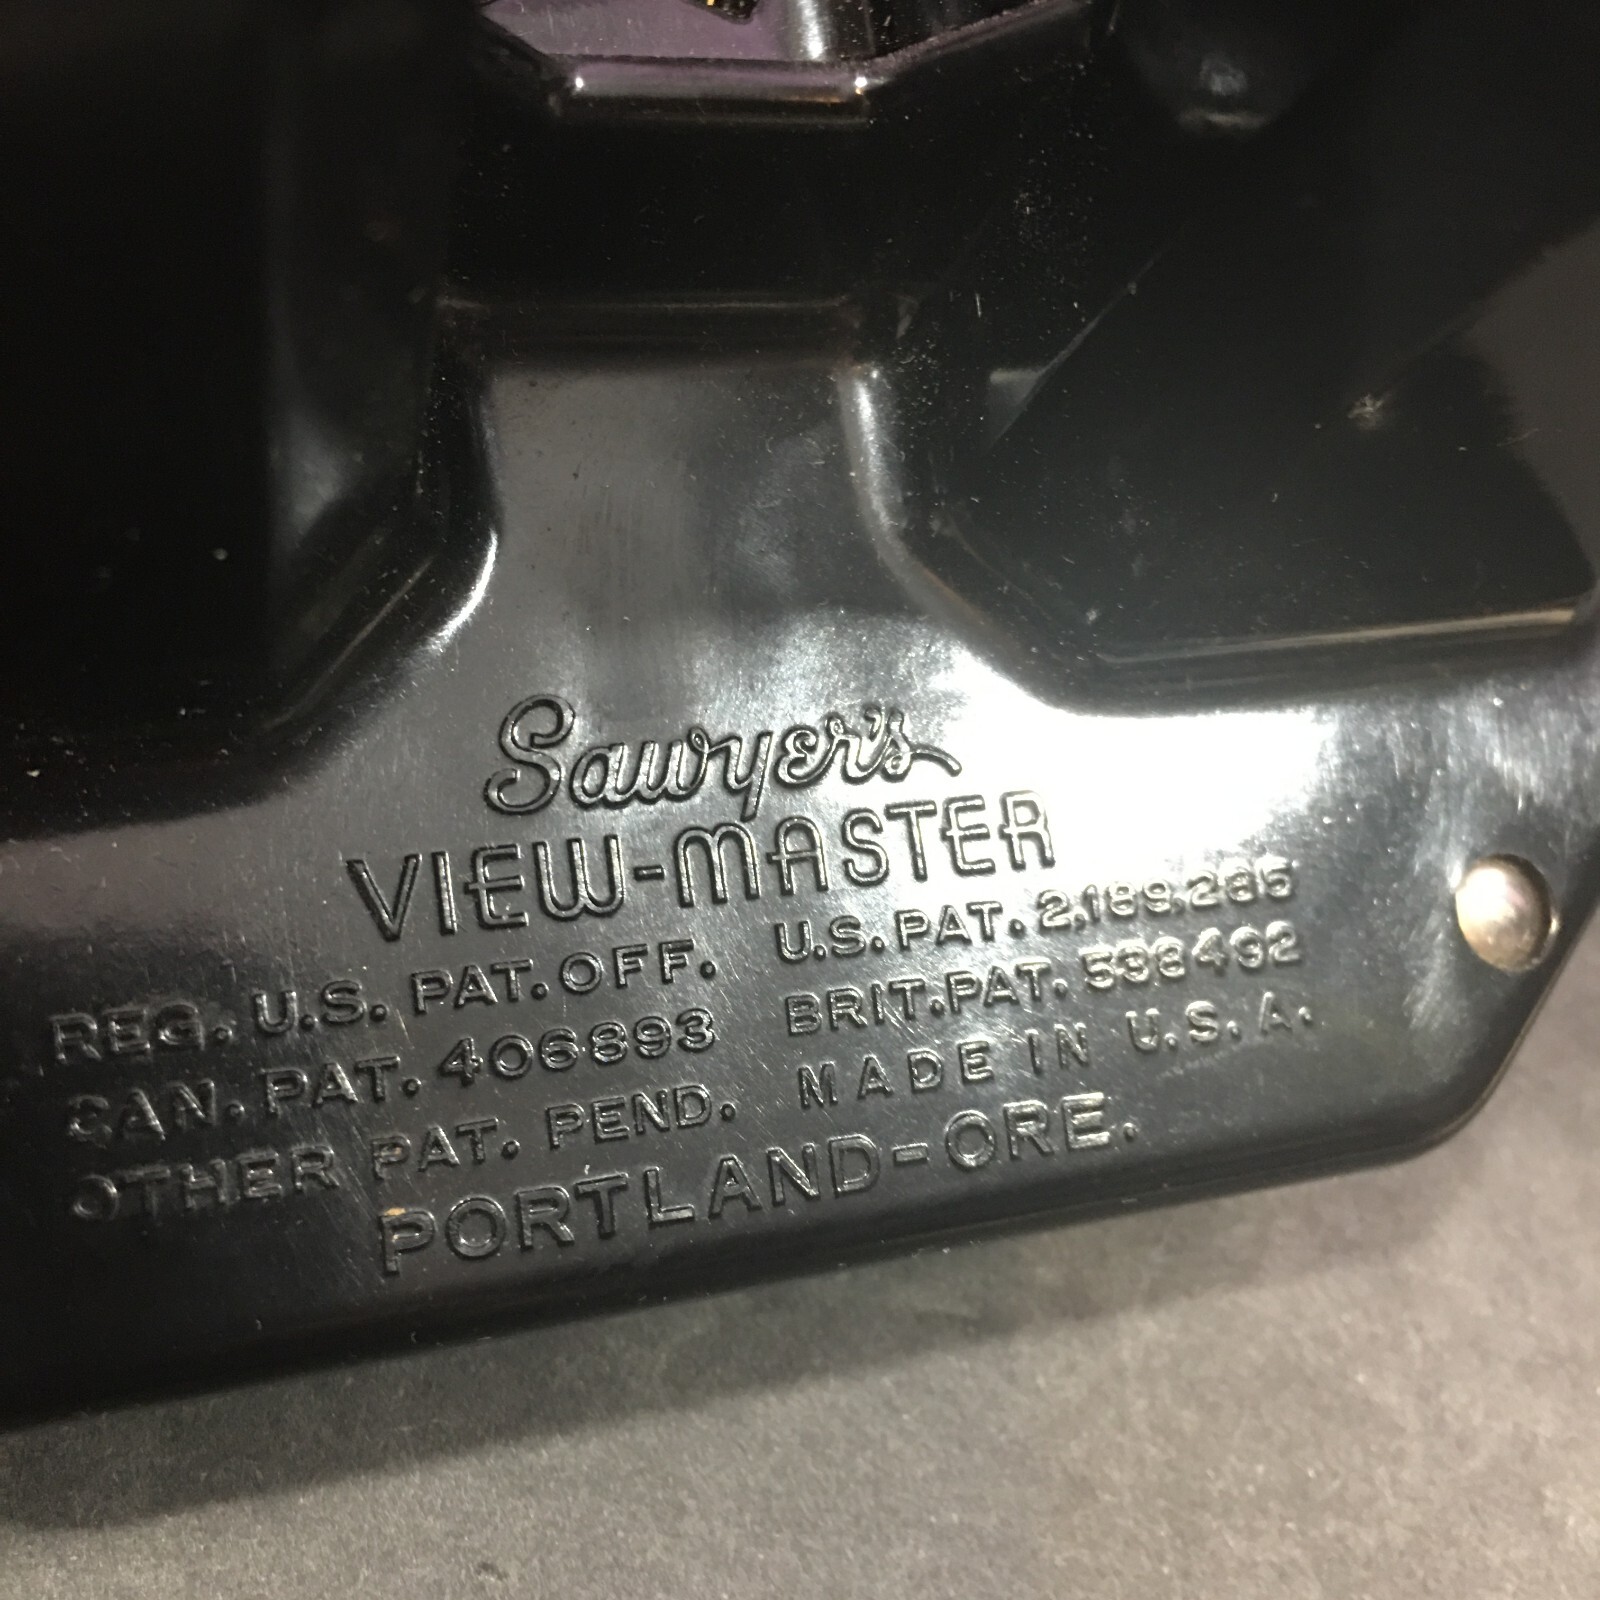 Sawyer's
VIEW-MASTER
REG. U.S. PAT. OFF. U.S. PAT. 2,189,285
CAN. PAT. 406893 BRIT. PAT. 538492
OTHER PAT. PEND. MADE IN U.S.A.
PORTLAND-ORE.